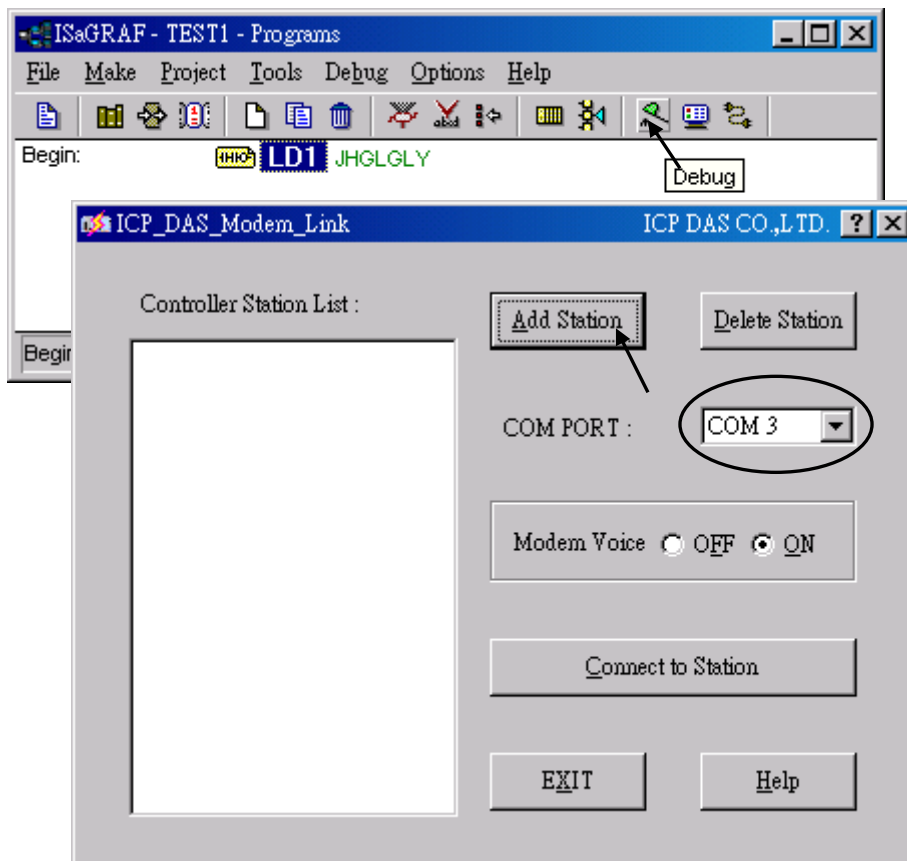 ISaGRAF - TEST1 - Programs
File Make Project Tools Debug Options Help
Begin: LD1 JHGLGLY
Debug
ICP_DAS_Modem_Link ICP DAS CO.,LTD.
Controller Station List :
Add Station Delete Station
Begin
COM PORT : COM 3
Modem Voice OFF ON
Connect to Station
EXIT Help